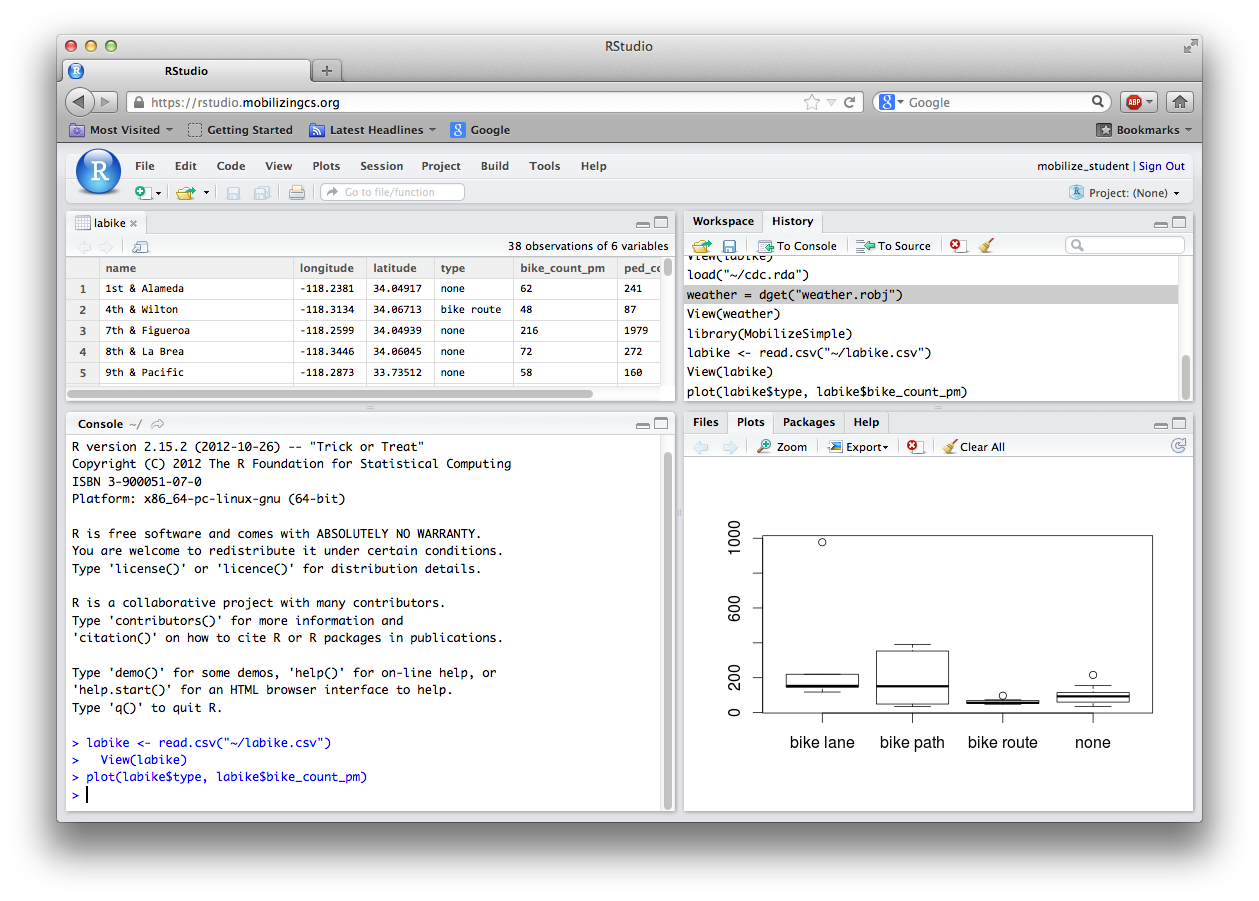 RStudio
RStudio
https://rstudio.mobilizingcs.org
Google
ABP
Most Visited Getting Started Latest Headlines Google Bookmarks
R File Edit Code View Plots Session Project Build Tools Help mobilize_student | Sign Out
Go to file/function Project: (None)
labike
38 observations of 6 variables
name longitude latitude type bike_count_pm ped_co
1 1st & Alameda -118.2381 34.04917 none 62 241
2 4th & Wilton -118.3134 34.06713 bike route 48 87
3 7th & Figueroa -118.2599 34.04939 none 216 1979
4 8th & La Brea -118.3446 34.06045 none 72 272
5 9th & Pacific -118.2873 33.73512 none 58 160
Workspace History
To Console To Source
View(labike)
load("~/cdc.rda")
weather = dget("weather.robj")
View(weather)
library(MobilizeSimple)
labike <- read.csv("~/labike.csv")
View(labike)
plot(labike$type, labike$bike_count_pm)
Console ~/
R version 2.15.2 (2012-10-26) -- "Trick or Treat"
Copyright (C) 2012 The R Foundation for Statistical Computing
ISBN 3-900051-07-0
Platform: x86_64-pc-linux-gnu (64-bit)
R is free software and comes with ABSOLUTELY NO WARRANTY.
You are welcome to redistribute it under certain conditions.
Type 'license()' or 'licence()' for distribution details.
R is a collaborative project with many contributors.
Type 'contributors()' for more information and
'citation()' on how to cite R or R packages in publications.
Type 'demo()' for some demos, 'help()' for on-line help, or
'help.start()' for an HTML browser interface to help.
Type 'q()' to quit R.
> labike <- read.csv("~/labike.csv")
>   View(labike)
> plot(labike$type, labike$bike_count_pm)
>
Files Plots Packages Help
Zoom Export Clear All
1000
600
200
0
bike lane bike path bike route none